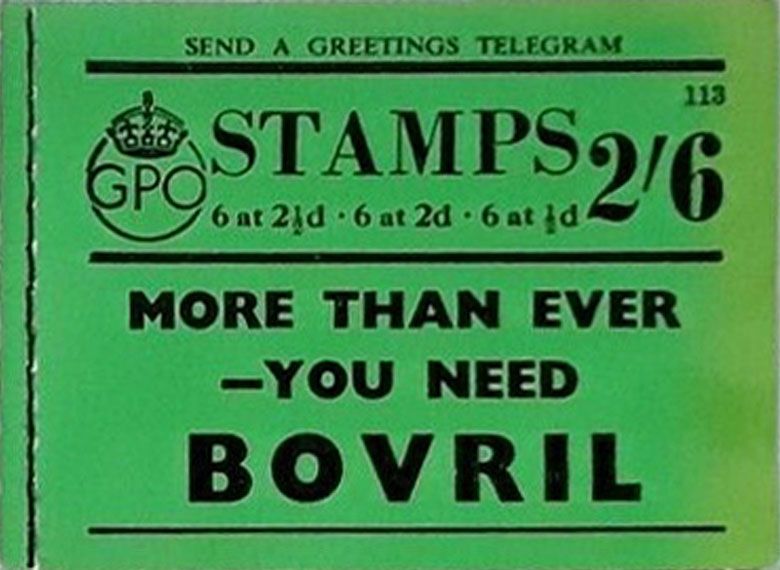 SEND A GREETINGS TELEGRAM
113
GPO STAMPS 2/6
6 at 2½d · 6 at 2d · 6 at ½d
MORE THAN EVER
—YOU NEED
BOVRIL